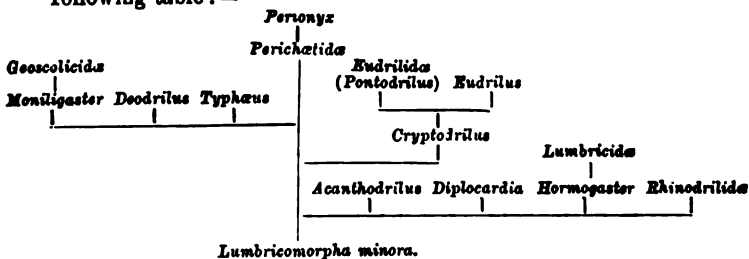 following table:—
Perionyx
Perichætidæ
Geoscolicidæ
Eudrilidæ
(Pontodrilus) Eudrilus
Moniligaster Deodrilus Typhæus
Cryptodrilus
Lumbricidæ
Acanthodrilus Diplocardia Hormogaster Rhinodrilidæ
Lumbricomorpha minora.